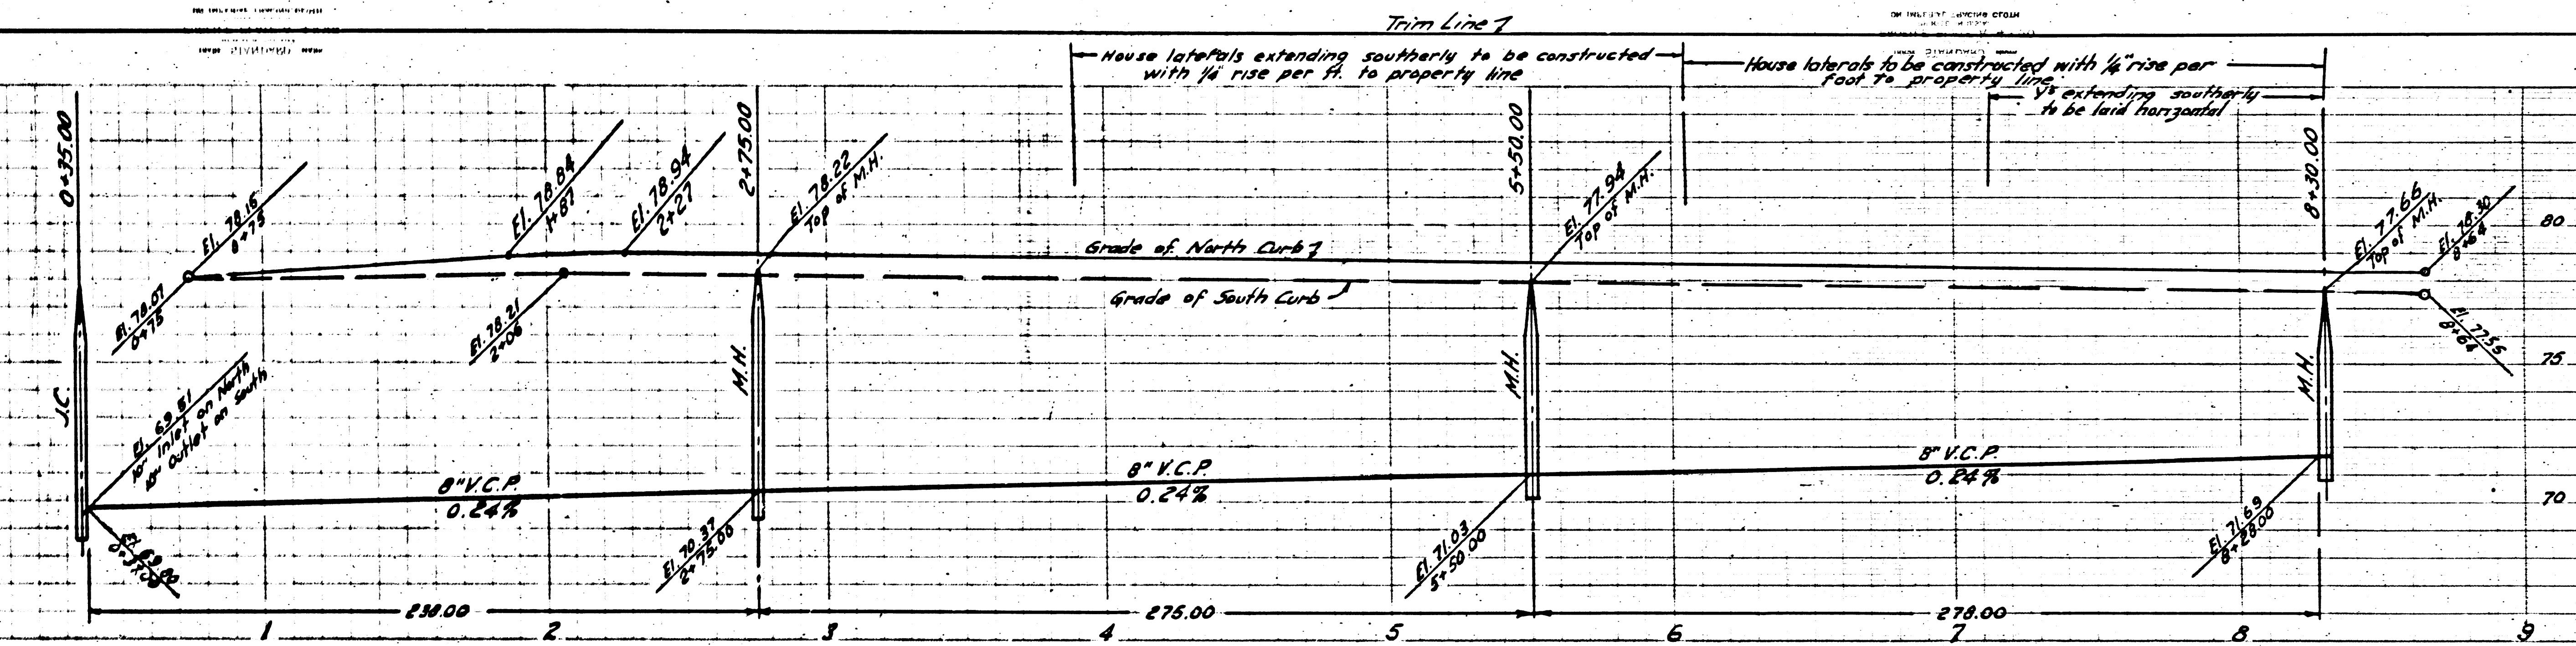 Trim Line
House laterals extending southerly to be constructed
with 1/4" rise per ft. to property line
House laterals to be constructed with 1/4" rise per
foot to property line
Y's extending southerly
to be laid horizontal
0+35.00
El. 78.16
0+75
El. 78.84
1+87
El. 78.94
2+27
2+75.00
El. 78.22
Top of M.H.
5+50.00
El. 77.94
Top of M.H.
8+30.00
El. 77.66
Top of M.H.
El. 78.30
8+64
80
Grade of North Curb
Grade of South Curb
El. 78.07
0+75
El. 78.21
2+06
El. 77.55
8+64
75
J.C.
M.H.
M.H.
M.H.
El. 69.51
10" Inlet on North
10" Outlet on South
8" V.C.P.
0.24%
8" V.C.P.
0.24%
8" V.C.P.
0.24%
70
El. 70.37
2+75.00
El. 71.03
5+50.00
El. 71.69
8+28.00
238.00
275.00
278.00
1 2 3 4 5 6 7 8 9